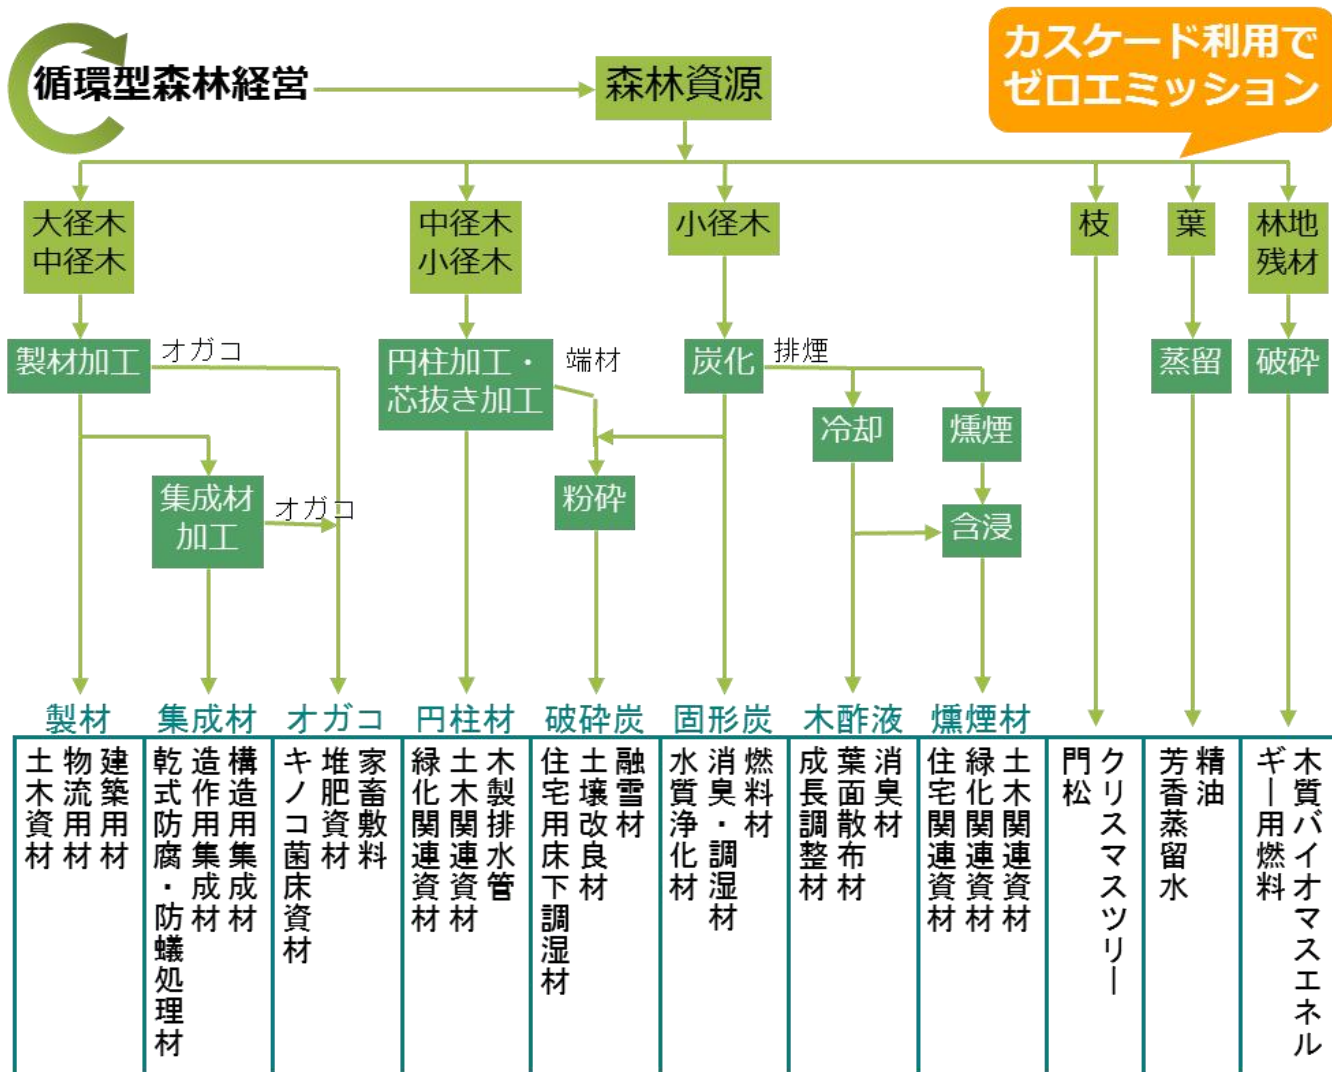 循環型森林経営
森林資源
カスケード利用で
ゼロエミッション
大径木
中径木
中径木
小径木
小径木
枝
葉
林地
残材
製材加工
オガコ
円柱加工・
芯抜き加工
端材
炭化
排煙
蒸留
破砕
冷却
燻煙
集成材
加工
オガコ
粉砕
含浸
製材
集成材
オガコ
円柱材
破砕炭
固形炭
木酢液
燻煙材
建築用材
物流用材
土木資材
構造用集成材
造作用集成材
乾式防腐・防蟻処理材
家畜敷料
堆肥資材
キノコ菌床資材
木製排水管
土木関連資材
緑化関連資材
融雪材
土壌改良材
住宅用床下調湿材
燃料材
消臭・調湿材
水質浄化材
消臭材
葉面散布材
成長調整材
土木関連資材
緑化関連資材
住宅関連資材
クリスマスツリー
門松
精油
芳香蒸留水
木質バイオマスエネル
ギー用燃料